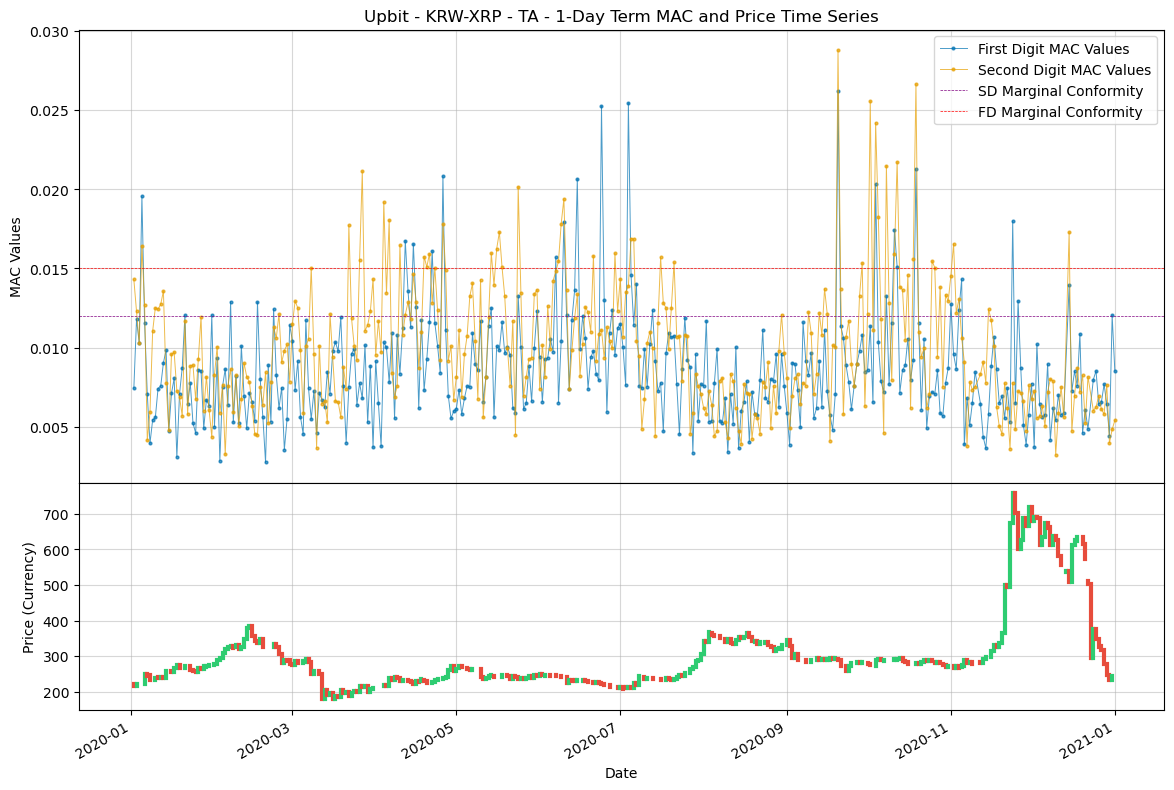 Upbit - KRW-XRP - TA - 1-Day Term MAC and Price Time Series
0.030
0.025
0.020
0.015
0.010
0.005
MAC Values
First Digit MAC Values
Second Digit MAC Values
SD Marginal Conformity
FD Marginal Conformity
700
600
500
400
300
200
Price (Currency)
2020-01
2020-03
2020-05
2020-07
2020-09
2020-11
2021-01
Date